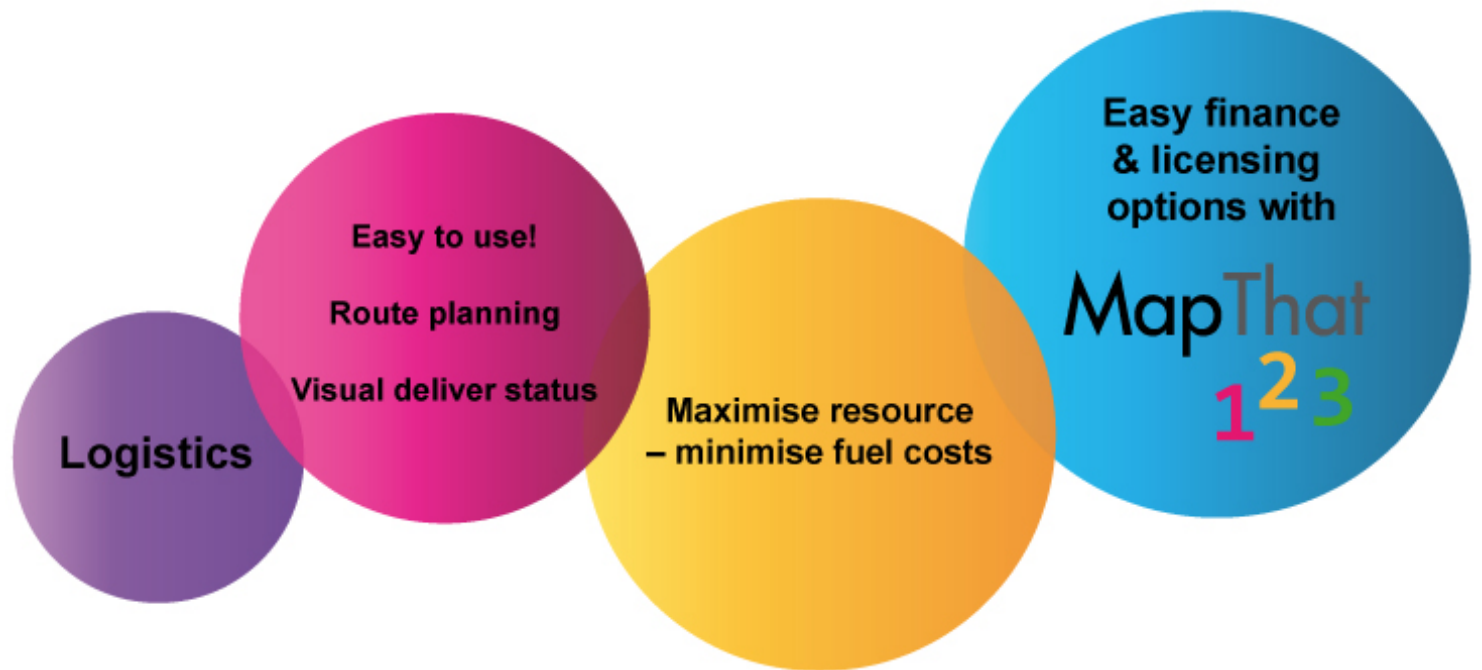 Logistics
Easy to use!
Route planning
Visual deliver status
Maximise resource
– minimise fuel costs
Easy finance
& licensing
options with
MapThat
123